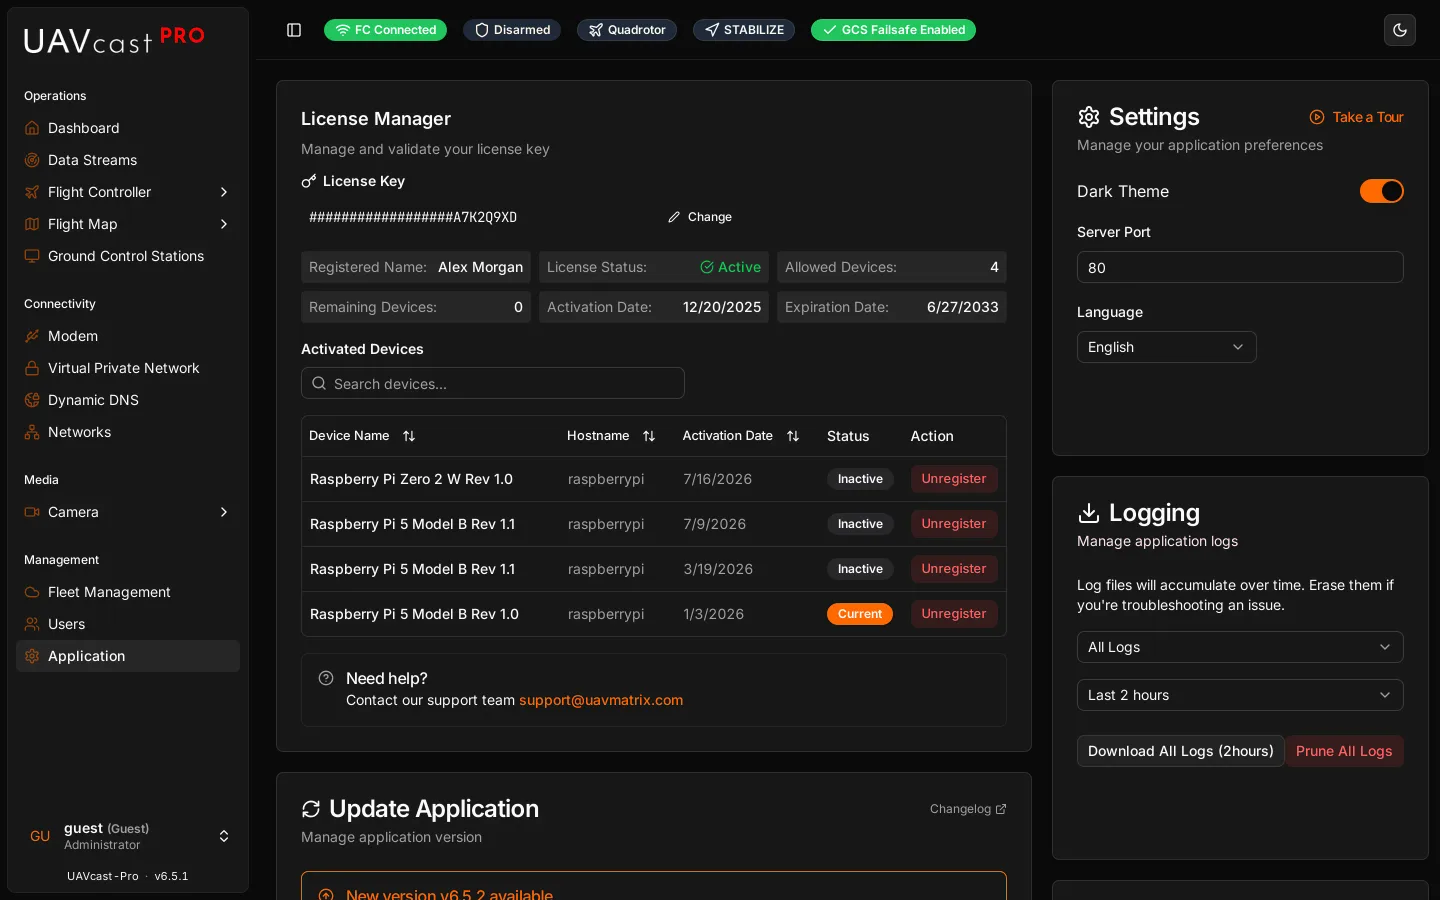 UAVcast PRO
Operations
Dashboard
Data Streams
Flight Controller
Flight Map
Ground Control Stations
Connectivity
Modem
Virtual Private Network
Dynamic DNS
Networks
Media
Camera
Management
Fleet Management
Users
Application
GU
guest (Guest)
Administrator
UAVcast-Pro · v6.5.1
FC Connected
Disarmed
Quadrotor
STABILIZE
GCS Failsafe Enabled
License Manager
Manage and validate your license key
License Key
##################A7K2Q9XD
Change
Registered Name: Alex Morgan
License Status: Active
Allowed Devices: 4
Remaining Devices: 0
Activation Date: 12/20/2025
Expiration Date: 6/27/2033
Activated Devices
Search devices...
Device Name Hostname Activation Date Status Action
Raspberry Pi Zero 2 W Rev 1.0 raspberrypi 7/16/2026 Inactive Unregister
Raspberry Pi 5 Model B Rev 1.1 raspberrypi 7/9/2026 Inactive Unregister
Raspberry Pi 5 Model B Rev 1.1 raspberrypi 3/19/2026 Inactive Unregister
Raspberry Pi 5 Model B Rev 1.0 raspberrypi 1/3/2026 Current Unregister
Need help?
Contact our support team support@uavmatrix.com
Update Application
Changelog
Manage application version
New version v6.5.2 available
Settings
Take a Tour
Manage your application preferences
Dark Theme
Server Port
80
Language
English
Logging
Manage application logs
Log files will accumulate over time. Erase them if
you're troubleshooting an issue.
All Logs
Last 2 hours
Download All Logs (2hours)
Prune All Logs